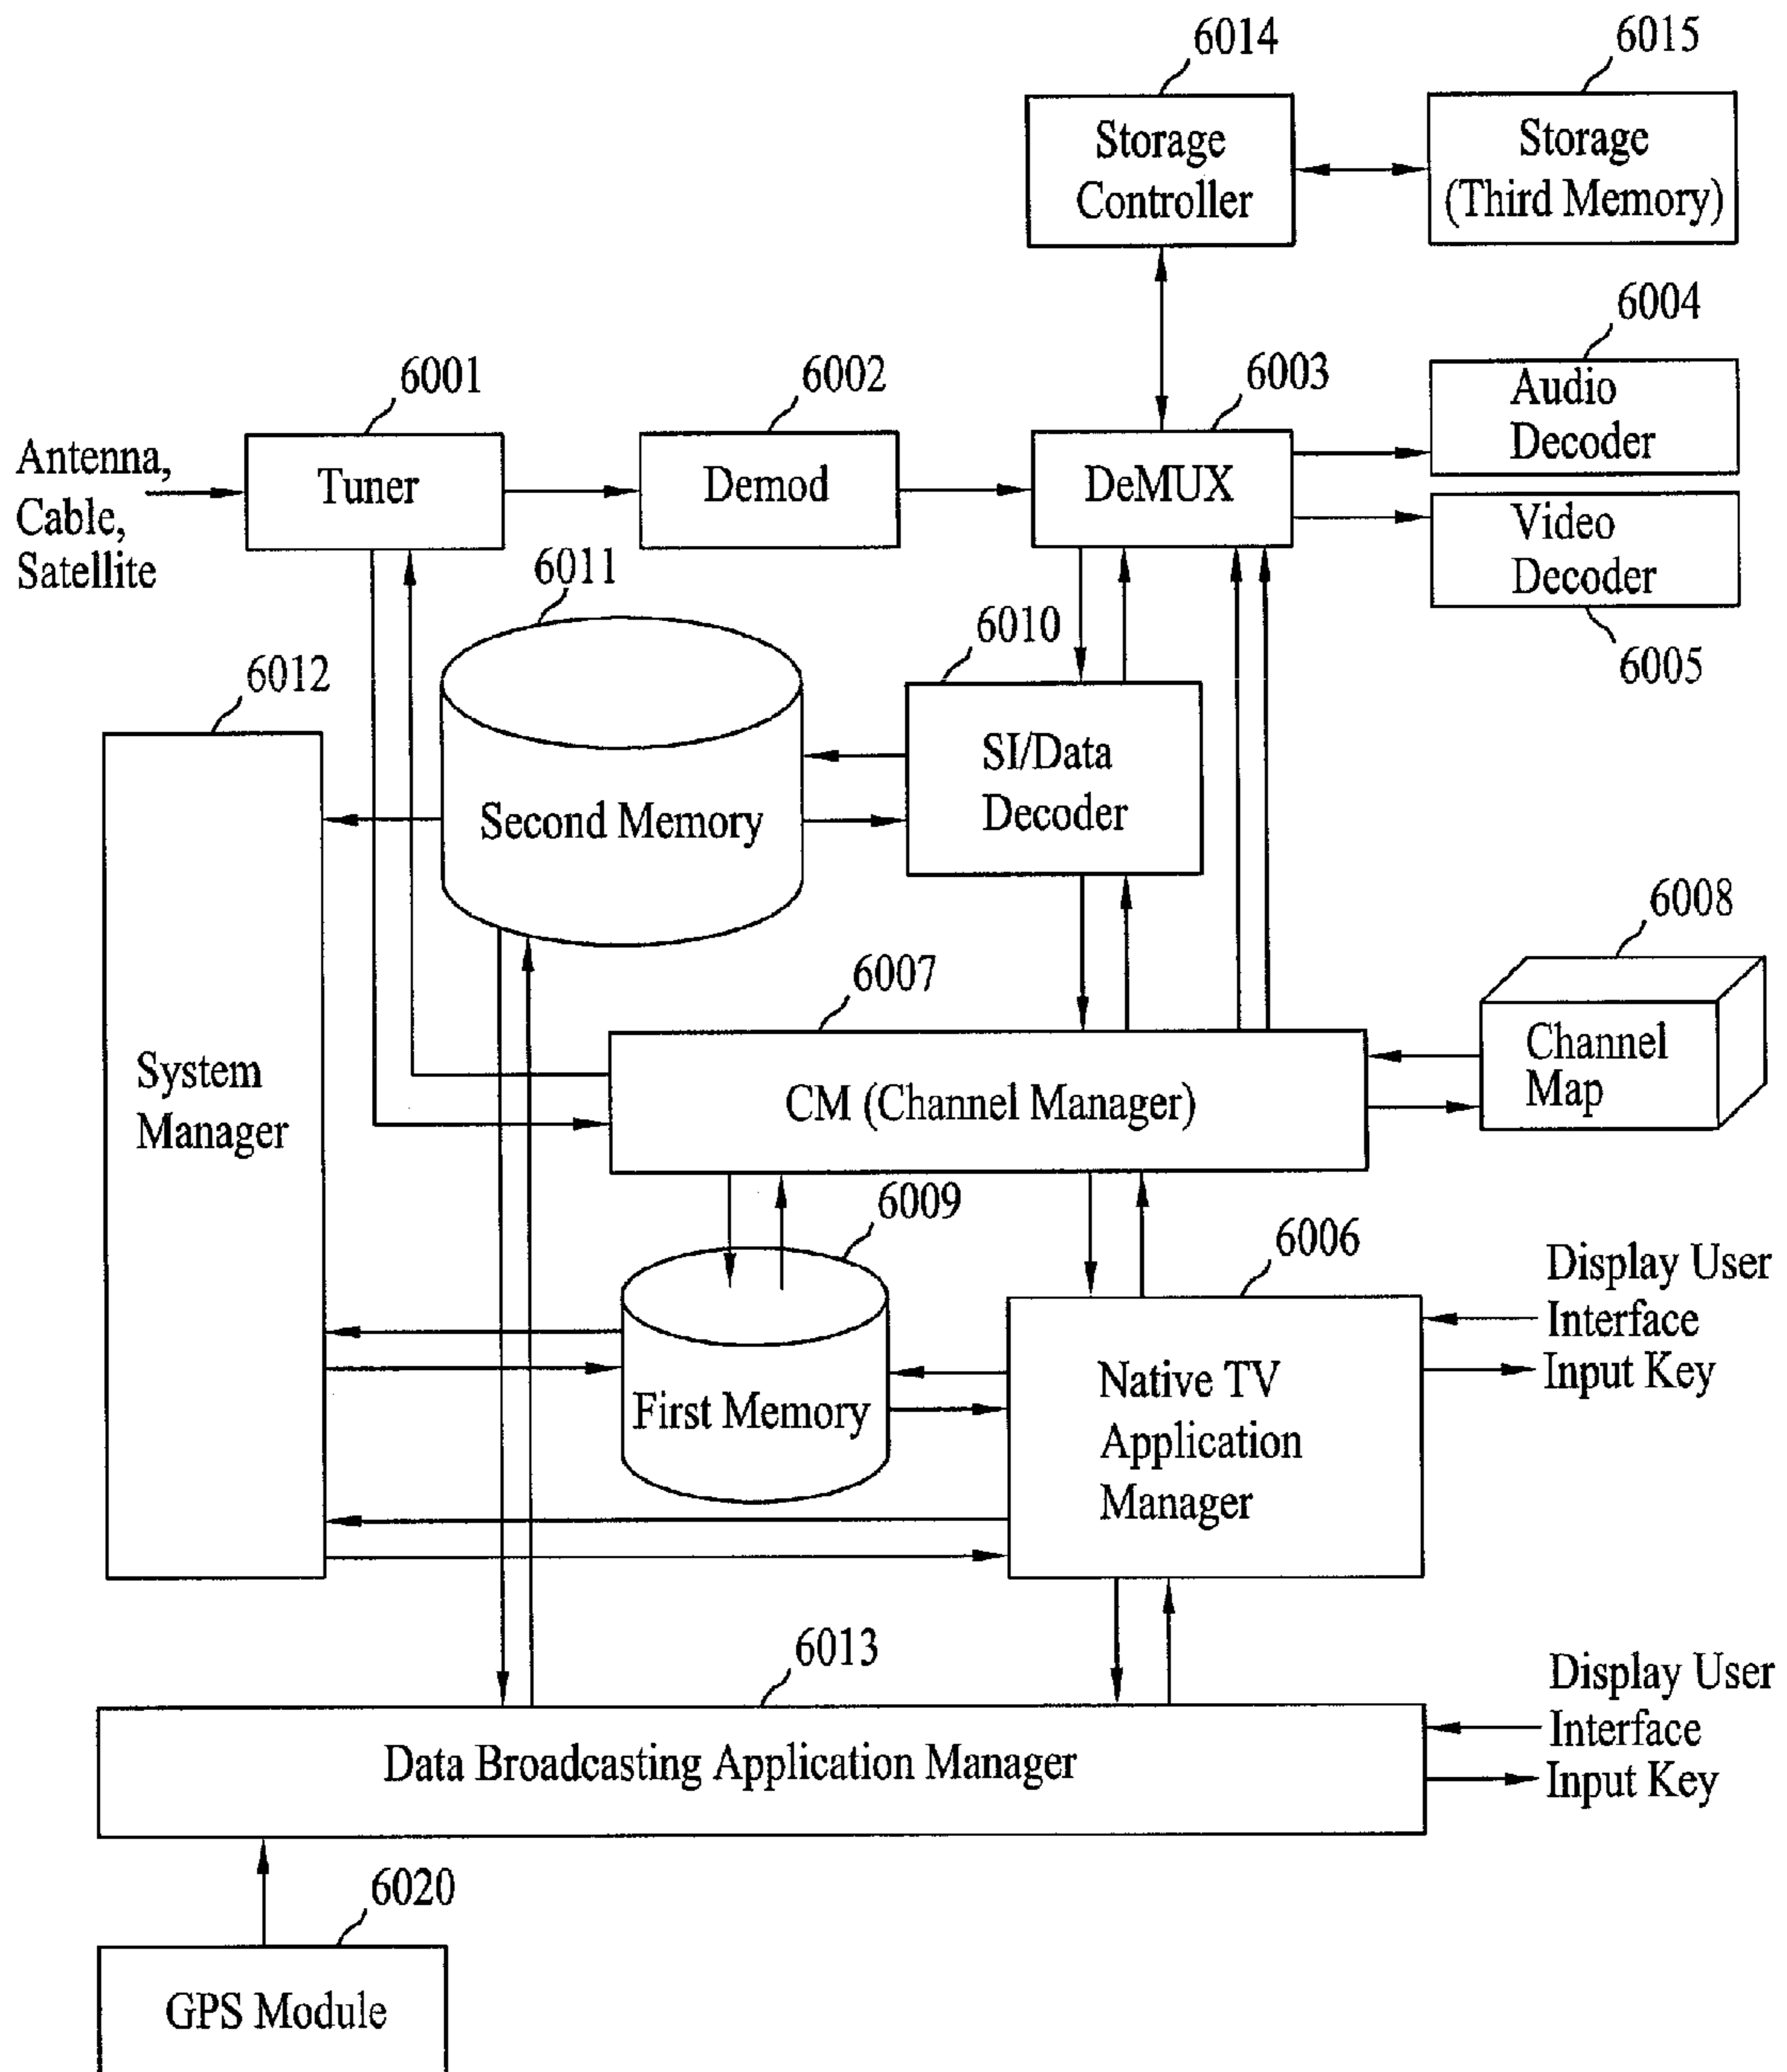 6014
6015
Storage
Controller
Storage
(Third Memory)
6004
6001
6002
6003
Audio
Decoder
Antenna,
Cable,
Satellite
Tuner
Demod
DeMUX
Video
Decoder
6005
6011
6010
6012
SI/Data
Decoder
Second Memory
6008
6007
Channel
Map
System
Manager
CM (Channel Manager)
6009
6006
Display User
Interface
Input Key
Native TV
Application
Manager
First Memory
6013
Display User
Interface
Input Key
Data Broadcasting Application Manager
6020
GPS Module